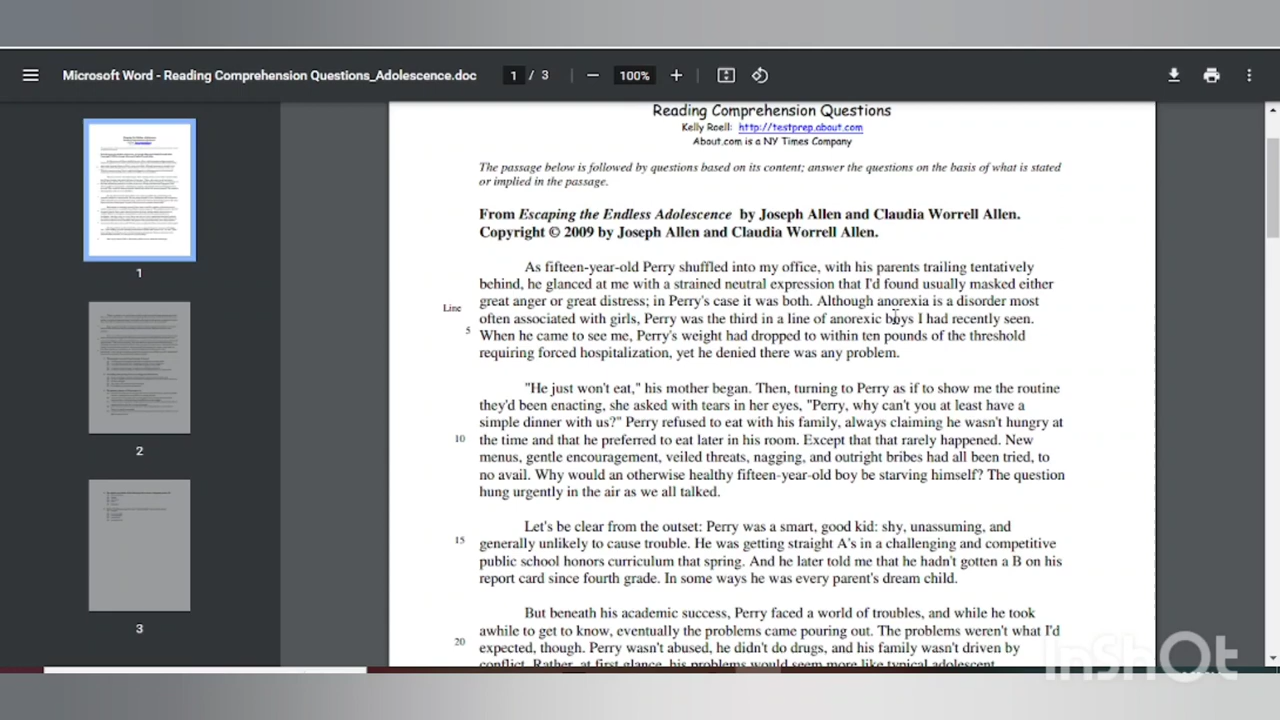 Microsoft Word - Reading Comprehension Questions_Adolescence.doc
1 / 3
100%
1
2
3
Reading Comprehension Questions
Kelly Roell: http://testprep.about.com
About.com is a NY Times Company
The passage below is followed by questions based on its content; answer the questions on the basis of what is stated
or implied in the passage.
From Escaping the Endless Adolescence by Joseph Allen and Claudia Worrell Allen.
Copyright © 2009 by Joseph Allen and Claudia Worrell Allen.
As fifteen-year-old Perry shuffled into my office, with his parents trailing tentatively
behind, he glanced at me with a strained neutral expression that I'd found usually masked either
Line great anger or great distress; in Perry's case it was both. Although anorexia is a disorder most
often associated with girls, Perry was the third in a line of anorexic boys I had recently seen.
5 When he came to see me, Perry's weight had dropped to within ten pounds of the threshold
requiring forced hospitalization, yet he denied there was any problem.
"He just won't eat," his mother began. Then, turning to Perry as if to show me the routine
they'd been enacting, she asked with tears in her eyes, "Perry, why can't you at least have a
simple dinner with us?" Perry refused to eat with his family, always claiming he wasn't hungry at
10 the time and that he preferred to eat later in his room. Except that that rarely happened. New
menus, gentle encouragement, veiled threats, nagging, and outright bribes had all been tried, to
no avail. Why would an otherwise healthy fifteen-year-old boy be starving himself? The question
hung urgently in the air as we all talked.
Let's be clear from the outset: Perry was a smart, good kid: shy, unassuming, and
15 generally unlikely to cause trouble. He was getting straight A's in a challenging and competitive
public school honors curriculum that spring. And he later told me that he hadn't gotten a B on his
report card since fourth grade. In some ways he was every parent's dream child.
But beneath his academic success, Perry faced a world of troubles, and while he took
awhile to get to know, eventually the problems came pouring out. The problems weren't what I'd
20 expected, though. Perry wasn't abused, he didn't do drugs, and his family wasn't driven by
conflict. Rather, at first glance, his problems would seem more like typical adolescent
InShOt